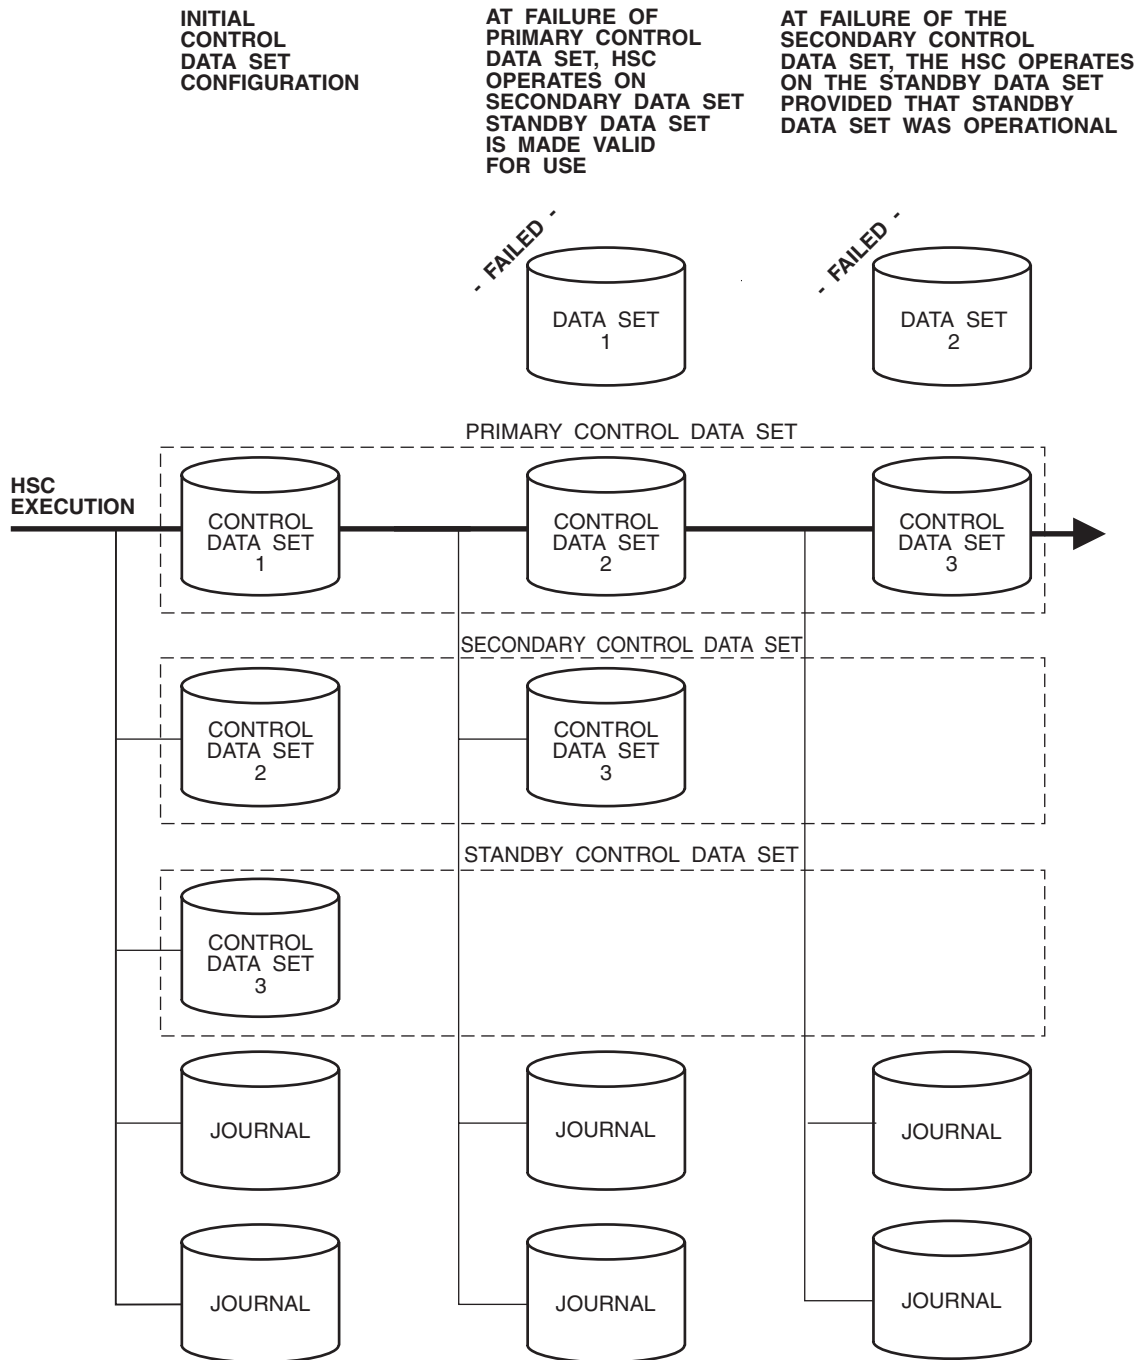 INITIAL
CONTROL
DATA SET
CONFIGURATION
AT FAILURE OF
PRIMARY CONTROL
DATA SET, HSC
OPERATES ON
SECONDARY DATA SET
STANDBY DATA SET
IS MADE VALID
FOR USE
AT FAILURE OF THE
SECONDARY CONTROL
DATA SET, THE HSC OPERATES
ON THE STANDBY DATA SET
PROVIDED THAT STANDBY
DATA SET WAS OPERATIONAL
- FAILED -
DATA SET
1
- FAILED -
DATA SET
2
PRIMARY CONTROL DATA SET
HSC
EXECUTION
CONTROL
DATA SET
1
CONTROL
DATA SET
2
CONTROL
DATA SET
3
SECONDARY CONTROL DATA SET
CONTROL
DATA SET
2
CONTROL
DATA SET
3
STANDBY CONTROL DATA SET
CONTROL
DATA SET
3
JOURNAL
JOURNAL
JOURNAL
JOURNAL
JOURNAL
JOURNAL